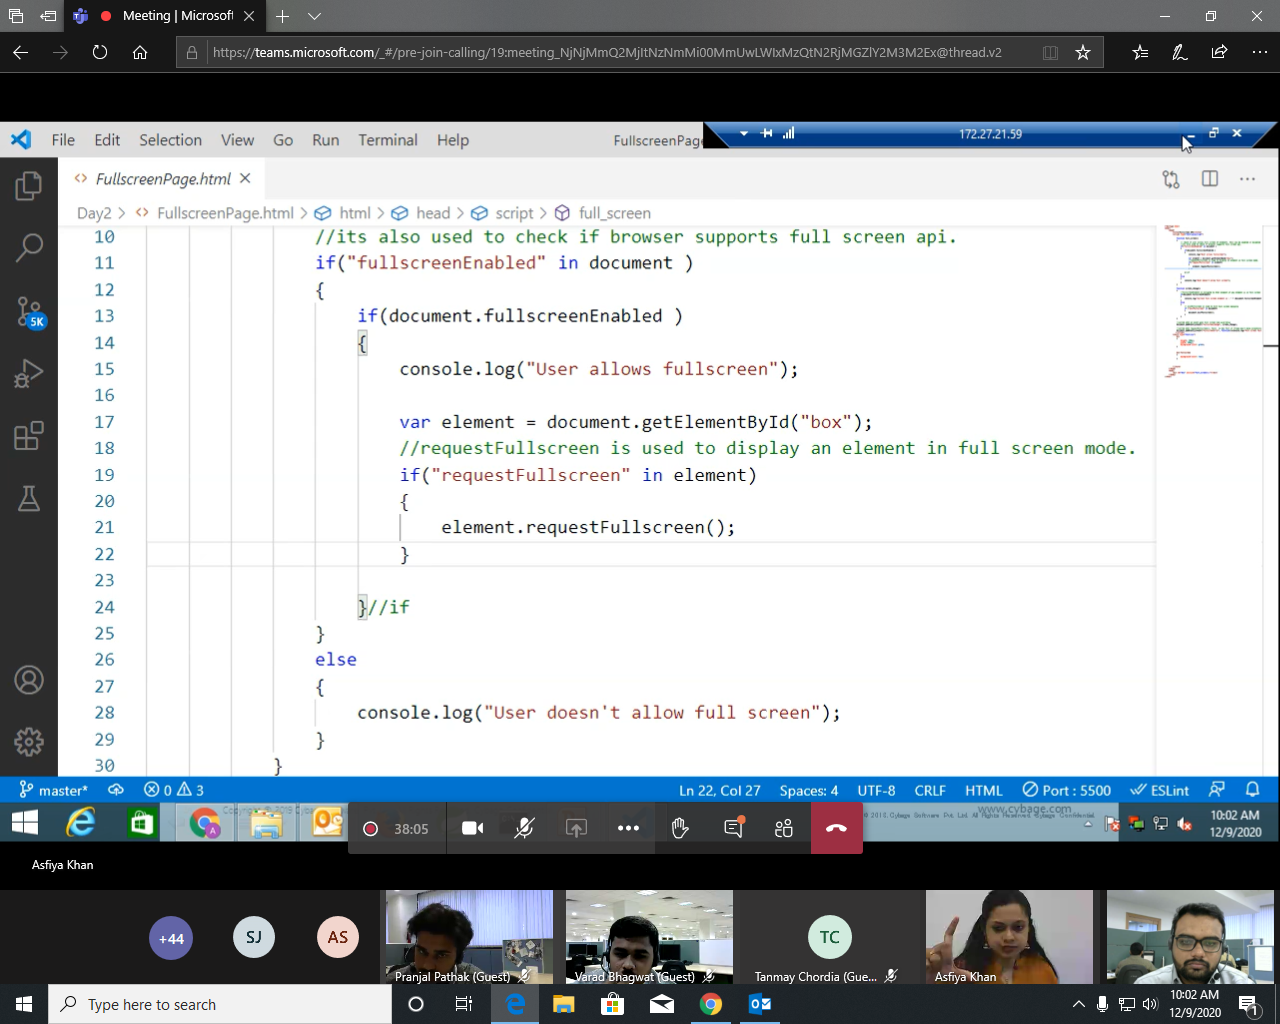 Meeting | Microsoft
https://teams.microsoft.com/_#/pre-join-calling/19:meeting_NjNjMmQ2MjItNzNmMi00MmUwLWIxMzQtN2RjMGZlY2M3M2Ex@thread.v2
File Edit Selection View Go Run Terminal Help FullscreenPage 172.27.21.59
<> FullscreenPage.html
Day2 > <> FullscreenPage.html > html > head > script > full_screen
10 //its also used to check if browser supports full screen api.
11 if("fullscreenEnabled" in document )
12 {
13 if(document.fullscreenEnabled )
14 {
15 console.log("User allows fullscreen");
16
17 var element = document.getElementById("box");
18 //requestFullscreen is used to display an element in full screen mode.
19 if("requestFullscreen" in element)
20 {
21 element.requestFullscreen();
22 }
23
24 }//if
25 }
26 else
27 {
28 console.log("User doesn't allow full screen");
29 }
30 }
5K
master* 0 3 Ln 22, Col 27 Spaces: 4 UTF-8 CRLF HTML Port : 5500 ESLint
www.cybage.com
38:05
10:02 AM
12/9/2020
Asfiya Khan
+44 SJ AS TC
Pranjal Pathak (Guest) Varad Bhagwat (Guest) Tanmay Chordia (Gue... Asfiya Khan
Type here to search
10:02 AM
12/9/2020
1